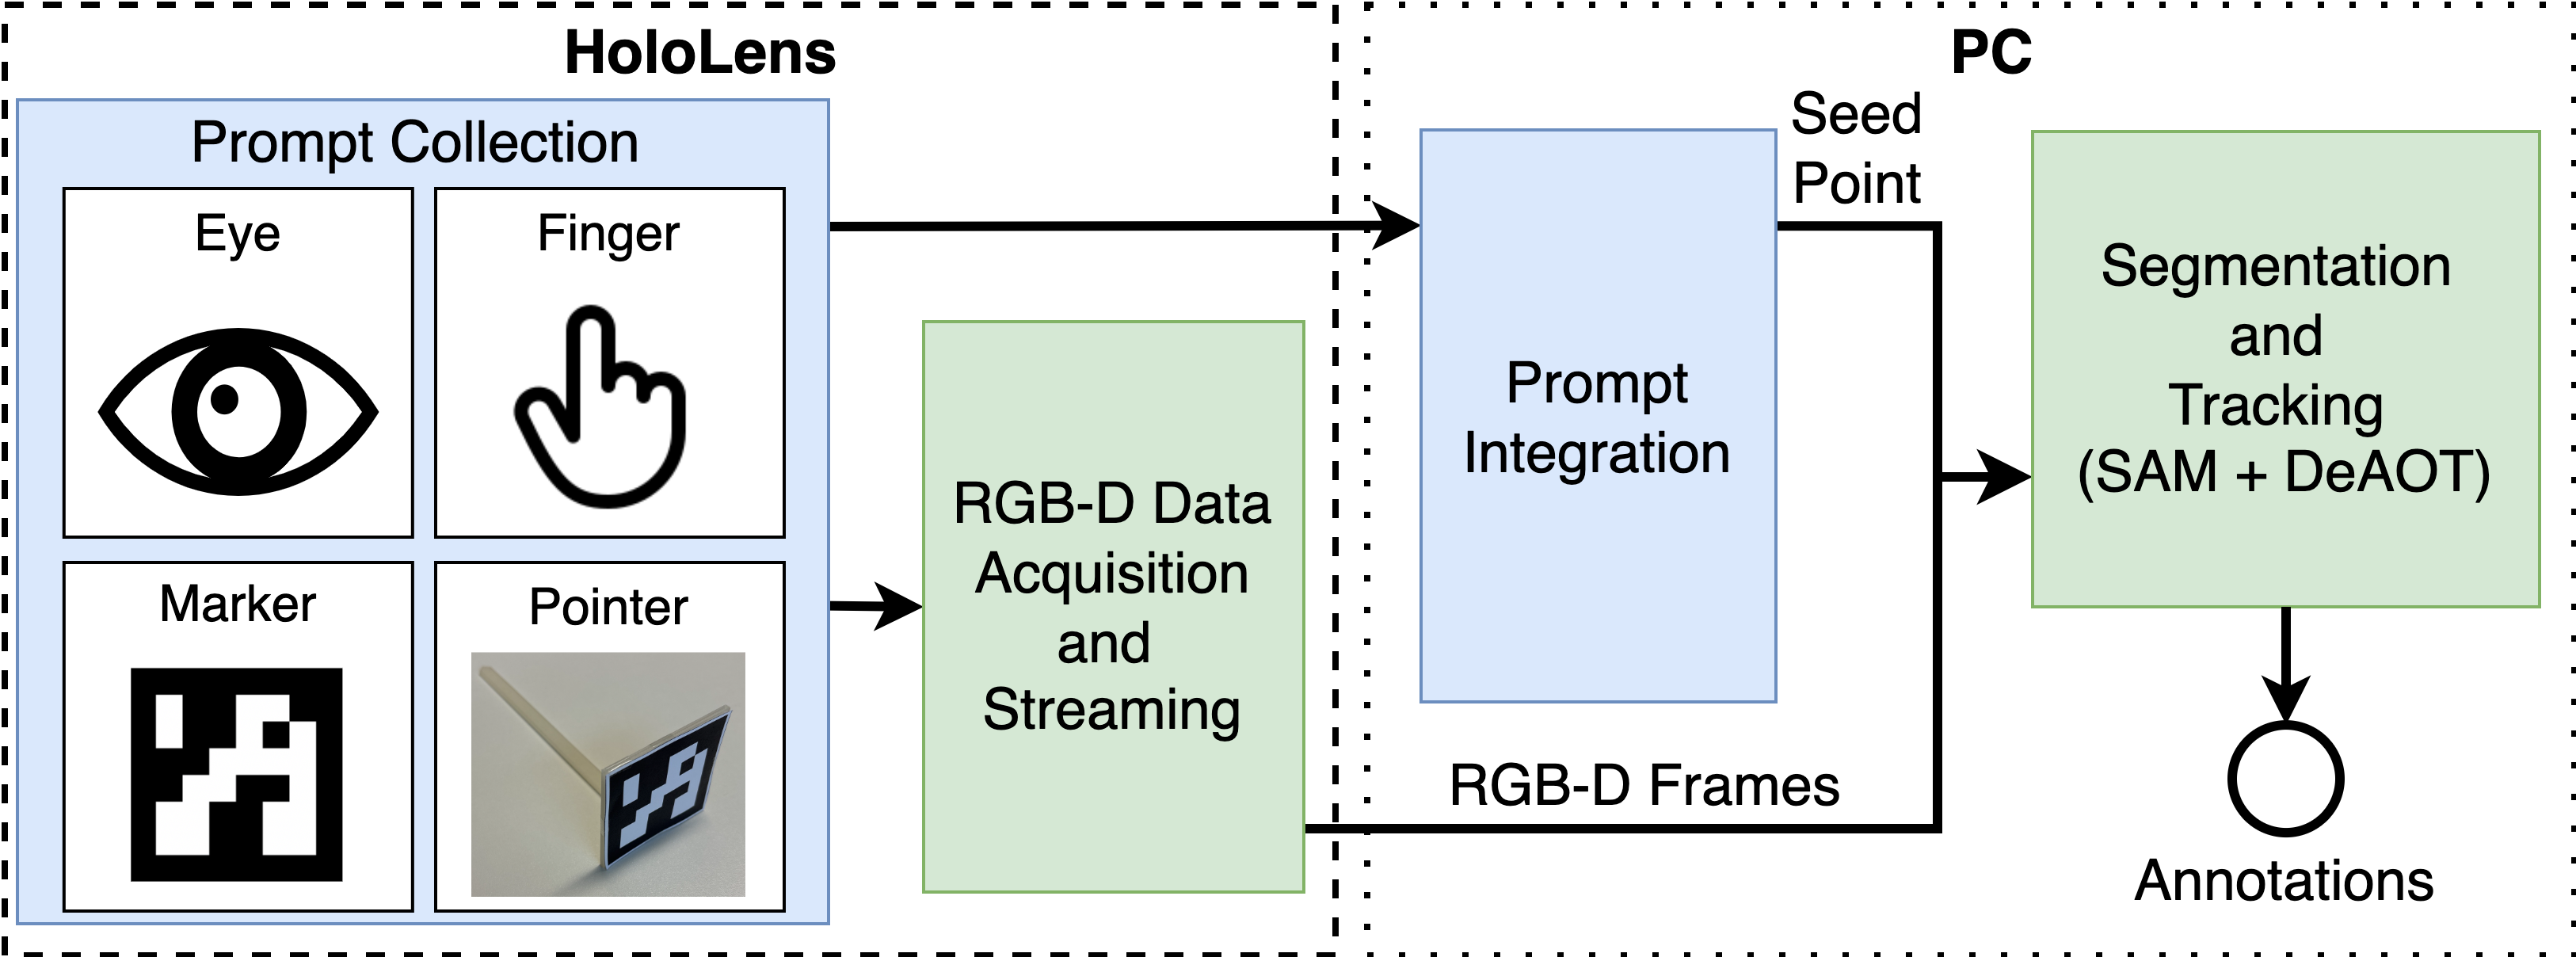 HoloLens
Prompt Collection
Eye
Finger
Marker
Pointer
RGB-D Data
Acquisition
and
Streaming
PC
Prompt
Integration
Seed
Point
RGB-D Frames
Segmentation
and
Tracking
(SAM + DeAOT)
Annotations